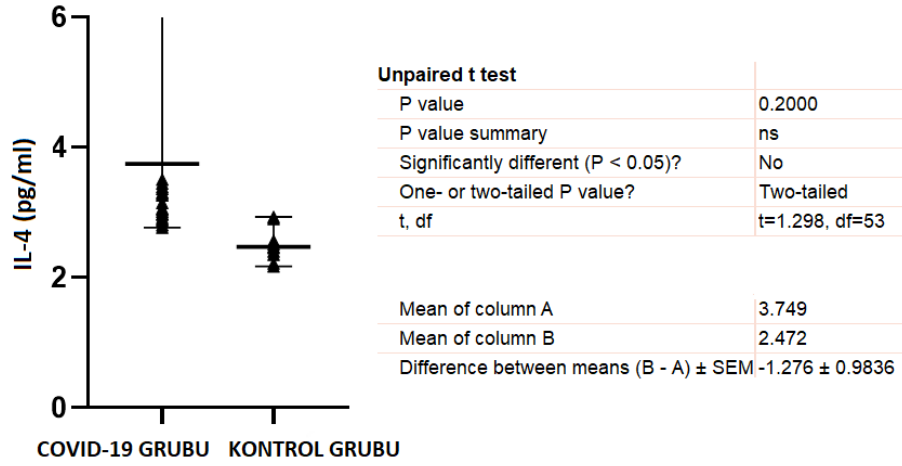 6
4
2
0
IL-4 (pg/ml)
COVID-19 GRUBU KONTROL GRUBU
Unpaired t test
P value 0.2000
P value summary ns
Significantly different (P < 0.05)? No
One- or two-tailed P value? Two-tailed
t, df t=1.298, df=53
Mean of column A 3.749
Mean of column B 2.472
Difference between means (B - A) ± SEM -1.276 ± 0.9836